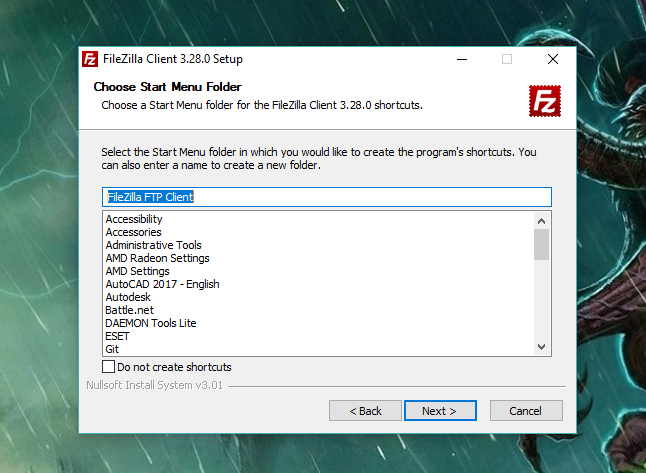 FileZilla Client 3.28.0 Setup
Choose Start Menu Folder
Choose a Start Menu folder for the FileZilla Client 3.28.0 shortcuts.
Fz
Select the Start Menu folder in which you would like to create the program's shortcuts. You
can also enter a name to create a new folder.
FileZilla FTP Client
Accessibility
Accessories
Administrative Tools
AMD Radeon Settings
AMD Settings
AutoCAD 2017 - English
Autodesk
Battle.net
DAEMON Tools Lite
ESET
Git
Do not create shortcuts
Nullsoft Install System v3.01
< Back
Next >
Cancel